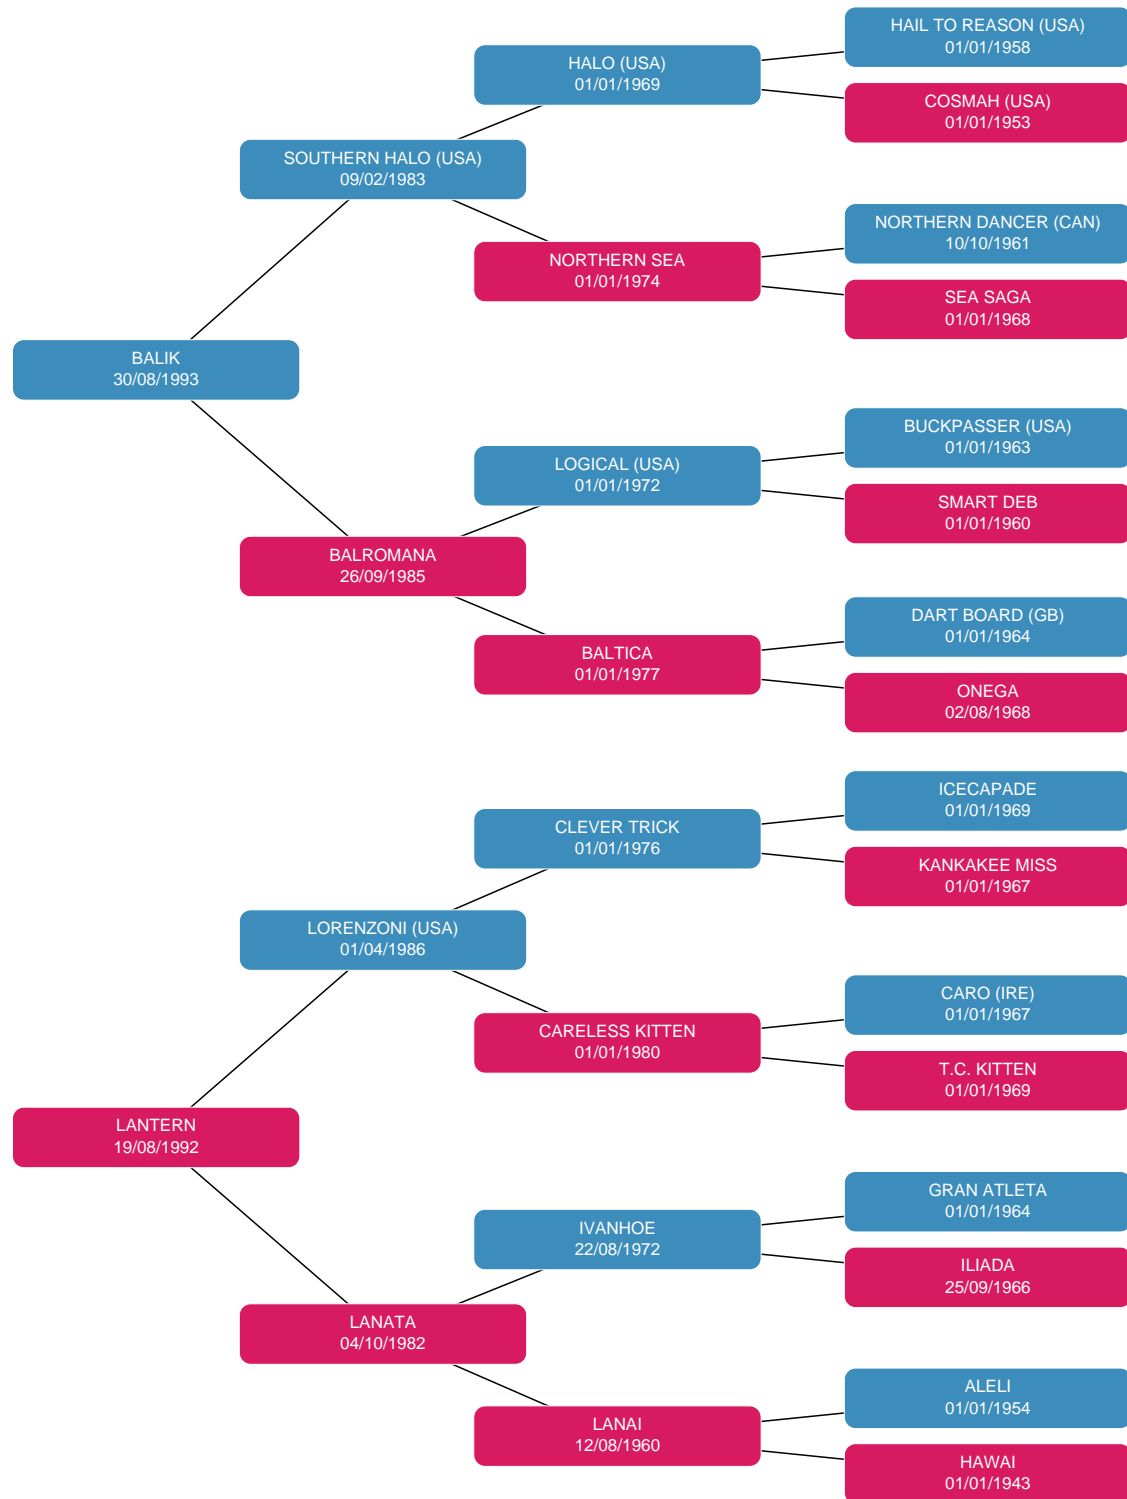 HAIL TO REASON (USA)
01/01/1958
HALO (USA)
01/01/1969
COSMAH (USA)
01/01/1953
SOUTHERN HALO (USA)
09/02/1983
NORTHERN DANCER (CAN)
10/10/1961
NORTHERN SEA
01/01/1974
SEA SAGA
01/01/1968
BALIK
30/08/1993
BUCKPASSER (USA)
01/01/1963
LOGICAL (USA)
01/01/1972
SMART DEB
01/01/1960
BALROMANA
26/09/1985
DART BOARD (GB)
01/01/1964
BALTICA
01/01/1977
ONEGA
02/08/1968
ICECAPADE
01/01/1969
CLEVER TRICK
01/01/1976
KANKAKEE MISS
01/01/1967
LORENZONI (USA)
01/04/1986
CARO (IRE)
01/01/1967
CARELESS KITTEN
01/01/1980
T.C. KITTEN
01/01/1969
LANTERN
19/08/1992
GRAN ATLETA
01/01/1964
IVANHOE
22/08/1972
ILIADA
25/09/1966
LANATA
04/10/1982
ALELI
01/01/1954
LANAI
12/08/1960
HAWAI
01/01/1943